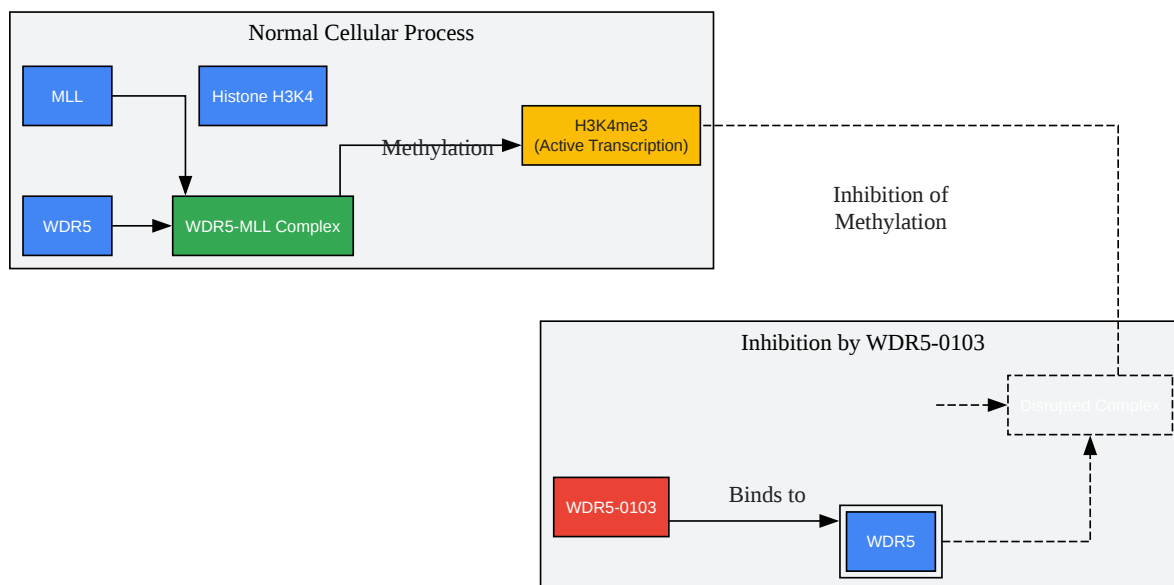 Normal Cellular Process
MLL
Histone H3K4
H3K4me3
(Active Transcription)
Methylation
WDR5
WDR5-MLL Complex
Inhibition of
Methylation
Inhibition by WDR5-0103
Disrupted Complex
WDR5-0103
Binds to
WDR5